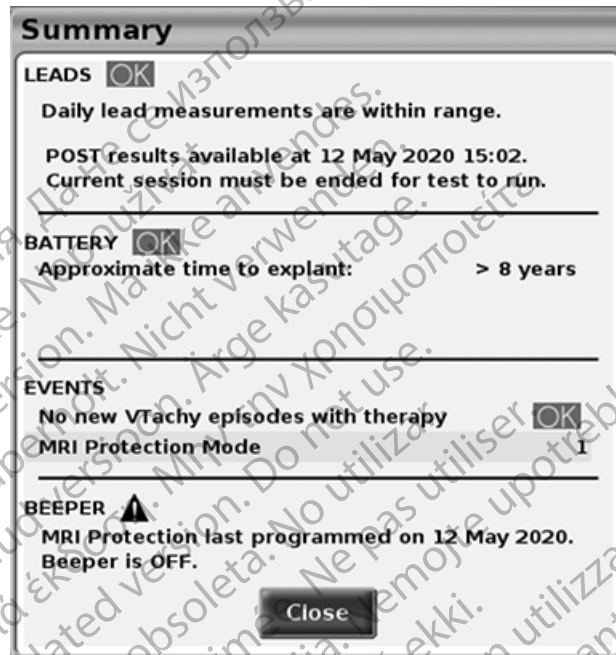 Summary
LEADS OK
Daily lead measurements are within range.
POST results available at 12 May 2020 15:02.
Current session must be ended for test to run.
BATTERY OK
Approximate time to explant: > 8 years
EVENTS
No new VTachy episodes with therapy OK
MRI Protection Mode 1
BEEPER
MRI Protection last programmed on 12 May 2020.
Beeper is OFF.
Close